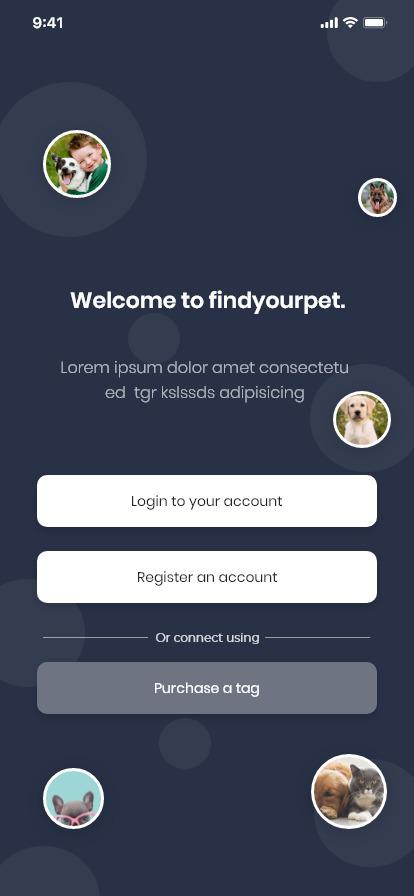 9:41
Welcome to findyourpet.
Lorem ipsum dolor amet consectetu
ed tgr kslssds adipisicing
Login to your account
Register an account
Or connect using
Purchase a tag